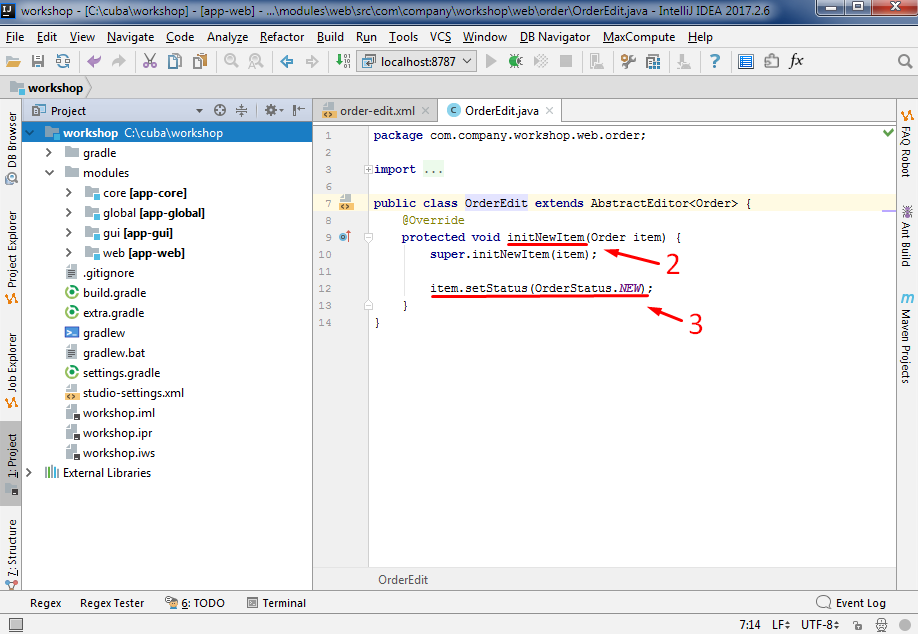 workshop - [C:\cuba\workshop] - [app-web] - ...\modules\web\src\com\company\workshop\web\order\OrderEdit.java - IntelliJ IDEA 2017.2.6
File Edit View Navigate Code Analyze Refactor Build Run Tools VCS Window DB Navigator MaxCompute Help
localhost:8787
workshop
Project
order-edit.xml
OrderEdit.java
workshop C:\cuba\workshop
gradle
modules
core [app-core]
global [app-global]
gui [app-gui]
web [app-web]
.gitignore
build.gradle
extra.gradle
gradlew
gradlew.bat
settings.gradle
studio-settings.xml
workshop.iml
workshop.ipr
workshop.iws
External Libraries
1 package com.company.workshop.web.order;
2
3 import ...
6
7 public class OrderEdit extends AbstractEditor<Order> {
8 @Override
9 protected void initNewItem(Order item) {
10 super.initNewItem(item);
11
12 item.setStatus(OrderStatus.NEW);
13 }
14 }
2
3
OrderEdit
DB Browser
Project Explorer
Job Explorer
1: Project
7: Structure
FAQ Robot
Ant Build
Maven Projects
Regex Regex Tester 6: TODO Terminal Event Log
7:14 LF UTF-8